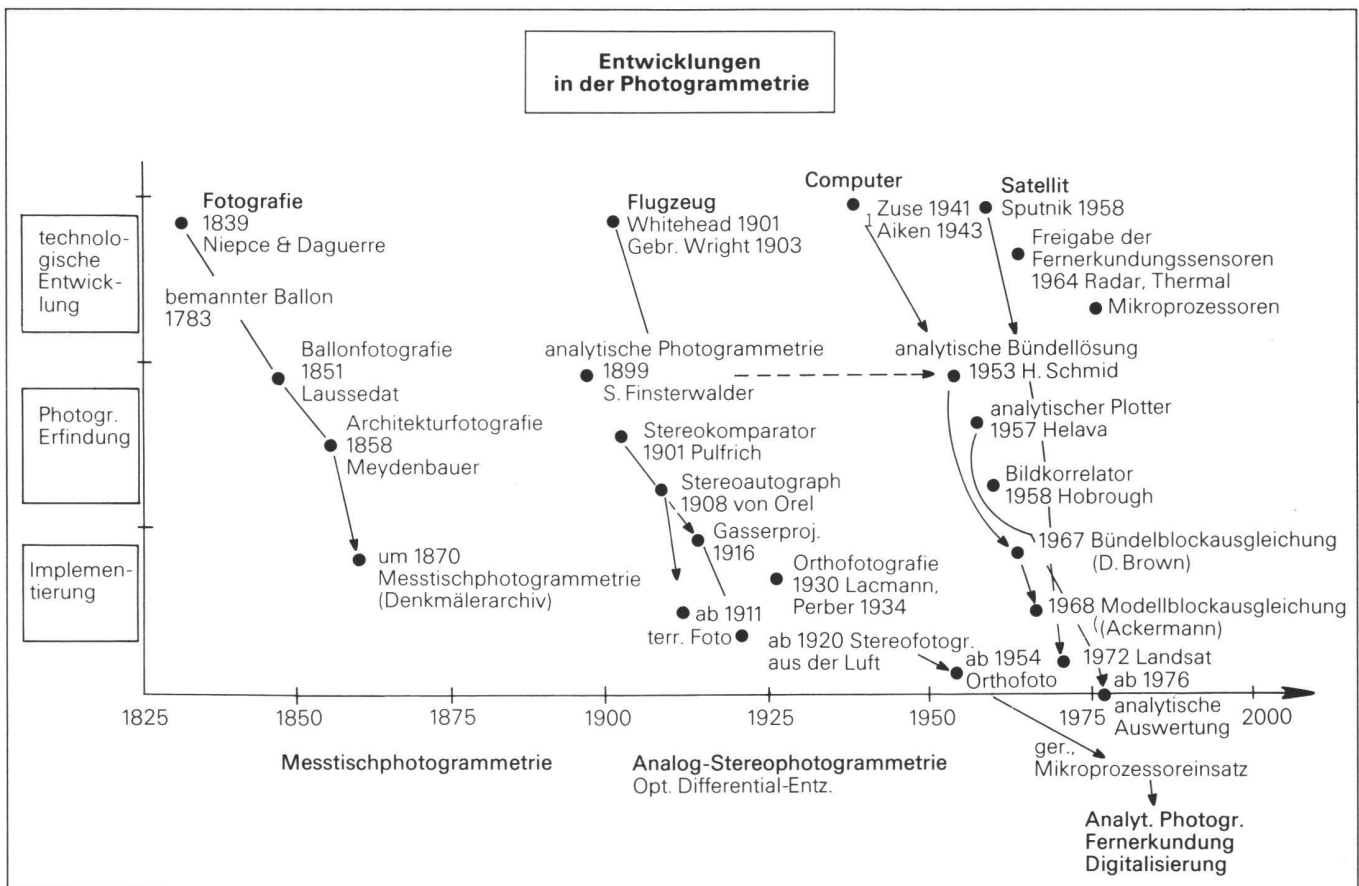 Entwicklungen
in der Photogrammetrie
technolo-
gische
Entwick-
lung
Photogr.
Erfindung
Implemen-
tierung
Fotografie
1839
Niepce & Daguerre
bemannter Ballon
1783
Ballonfotografie
1851
Laussedat
Architekturfotografie
1858
Meydenbauer
um 1870
Messtischphotogrammetrie
(Denkmälerarchiv)
Flugzeug
Whitehead 1901
Gebr. Wright 1903
analytische Photogrammetrie
1899
S. Finsterwalder
Stereokomparator
1901 Pulfrich
Stereoautograph
1908 von Orel
Gasserproj.
1916
Orthofotografie
1930 Lacmann,
Perber 1934
ab 1911
terr. Foto
ab 1920 Stereofotogr.
aus der Luft
ab 1954
Orthofoto
Computer
Zuse 1941
Aiken 1943
Satellit
Sputnik 1958
Freigabe der
Fernerkundungssensoren
1964 Radar, Thermal
Mikroprozessoren
analytische Bündellösung
1953 H. Schmid
analytischer Plotter
1957 Helava
Bildkorrelator
1958 Hobrough
1967 Bündelblockausgleichung
(D. Brown)
1968 Modellblockausgleichung
(Ackermann)
1972 Landsat
ab 1976
analytische
Auswertung
1825 1850 1875 1900 1925 1950 1975 2000
Messtischphotogrammetrie
Analog-Stereophotogrammetrie
Opt. Differential-Entz.
ger.,
Mikroprozessoreinsatz
Analyt. Photogr.
Fernerkundung
Digitalisierung